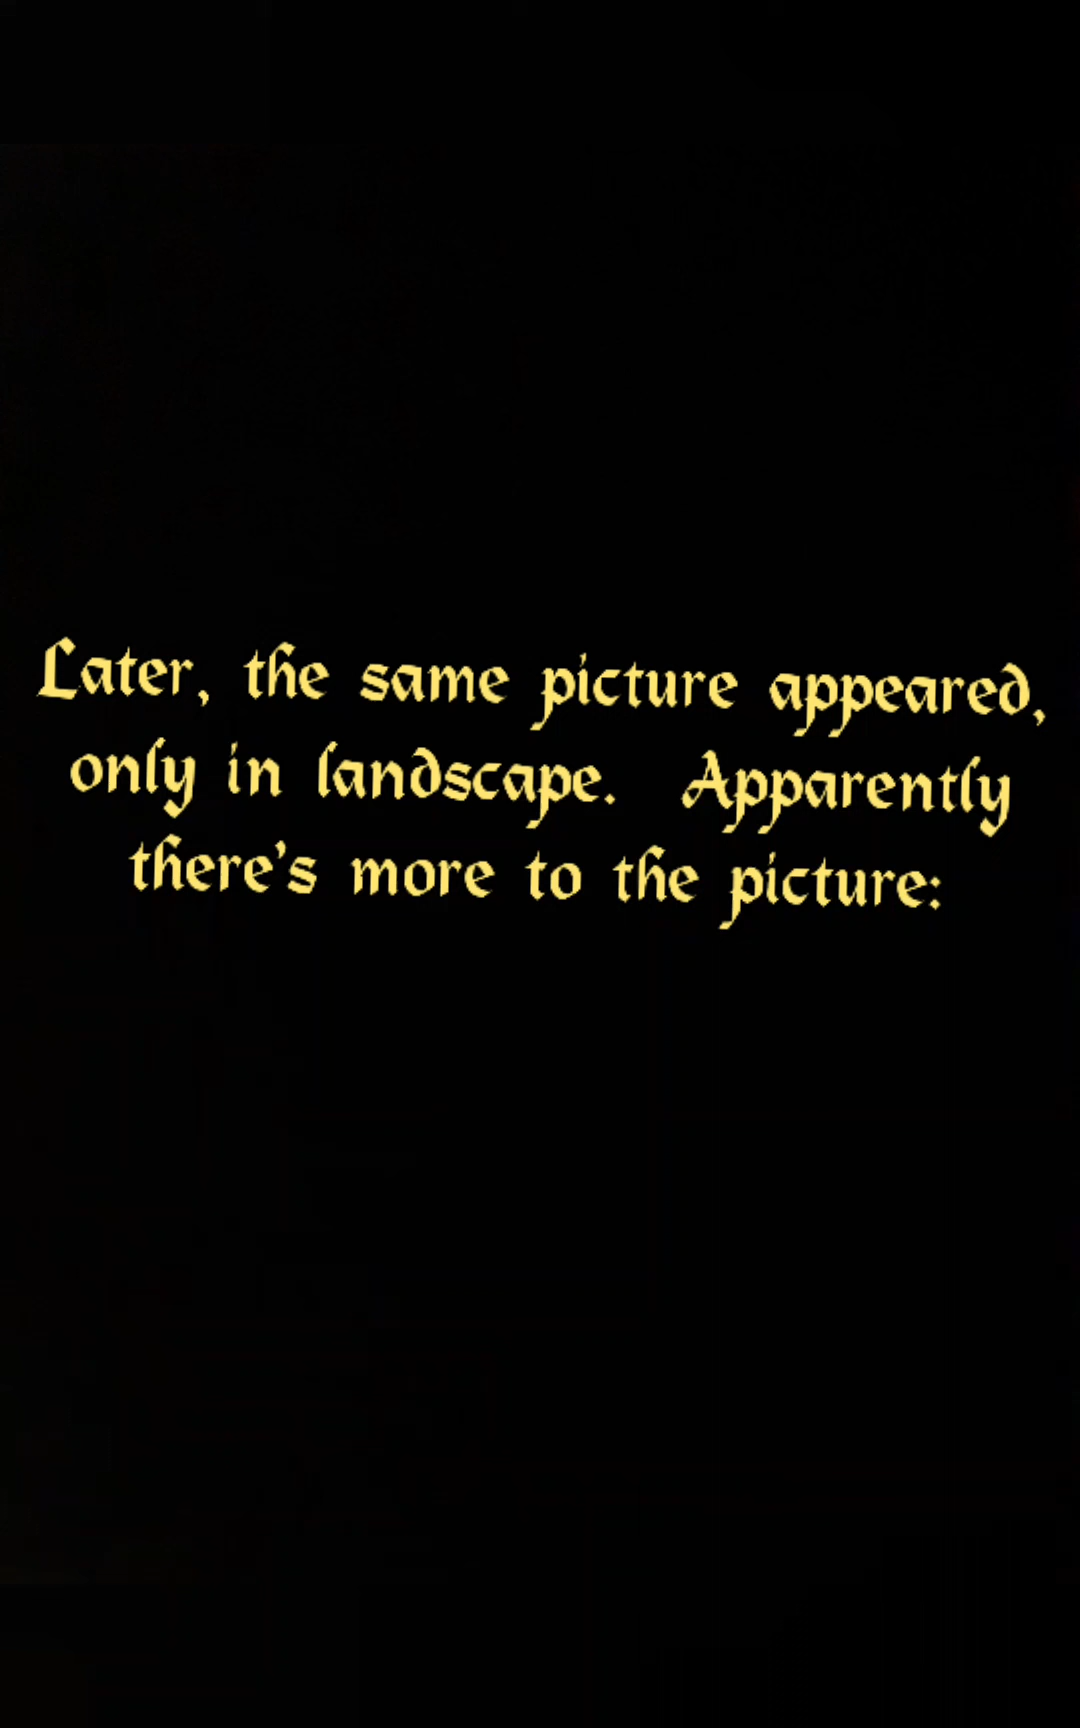 Later, the same picture appeared,
only in landscape. Apparently
there's more to the picture: